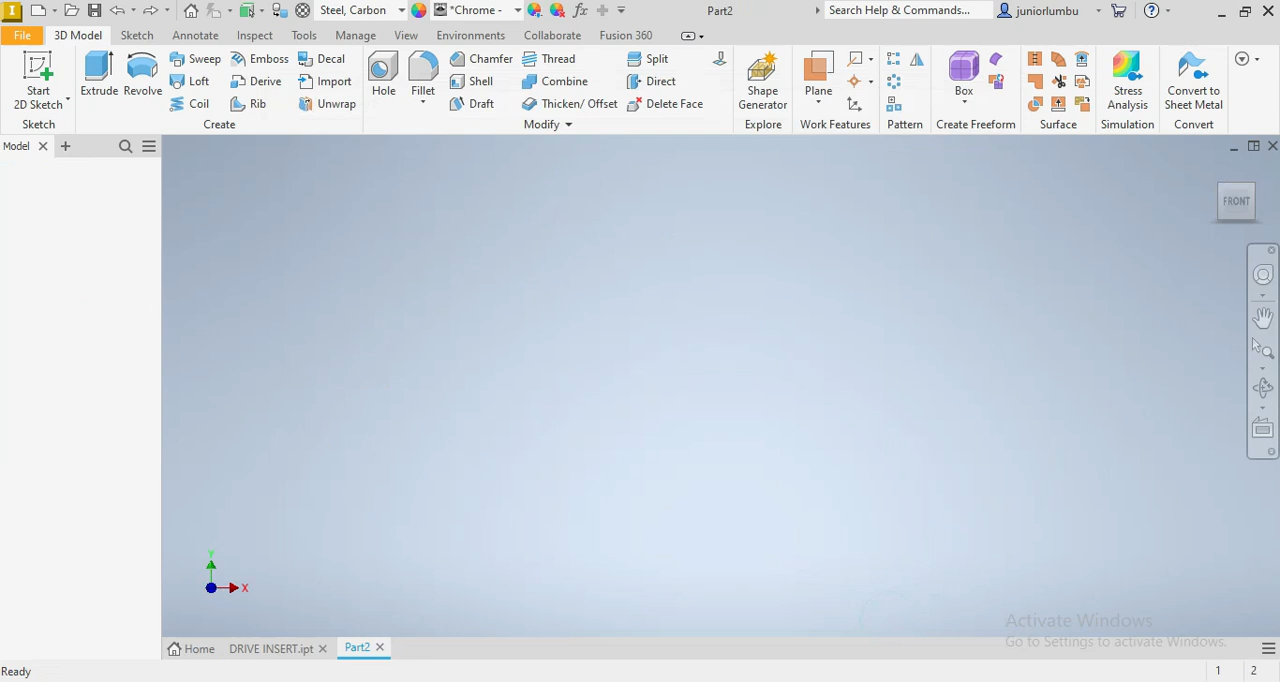 I Steel, Carbon *Chrome - fx Part2 Search Help & Commands... juniorlumbu ?
File 3D Model Sketch Annotate Inspect Tools Manage View Environments Collaborate Fusion 360
Start 2D Sketch
Extrude Revolve
Sweep Emboss Decal
Loft Derive Import
Coil Rib Unwrap
Hole Fillet
Chamfer Thread Split
Shell Combine Direct
Draft Thicken/ Offset Delete Face
Shape Generator
Plane
Box
Stress Analysis
Convert to Sheet Metal
Sketch Create Modify Explore Work Features Pattern Create Freeform Surface Simulation Convert
Model
FRONT
Y
X
Activate Windows
Go to Settings to activate Windows.
Home DRIVE INSERT.ipt Part2
Ready 1 2